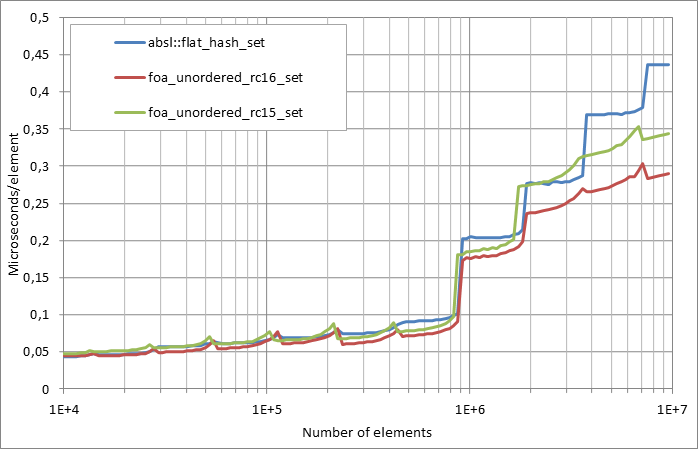 0,5
absl::flat_hash_set
0,45
foa_unordered_rc16_set
0,4
foa_unordered_rc15_set
0,35
0,3
0,25
0,2
0,15
0,1
0,05
0
Microseconds/element
1E+4 1E+5 1E+6 1E+7
Number of elements